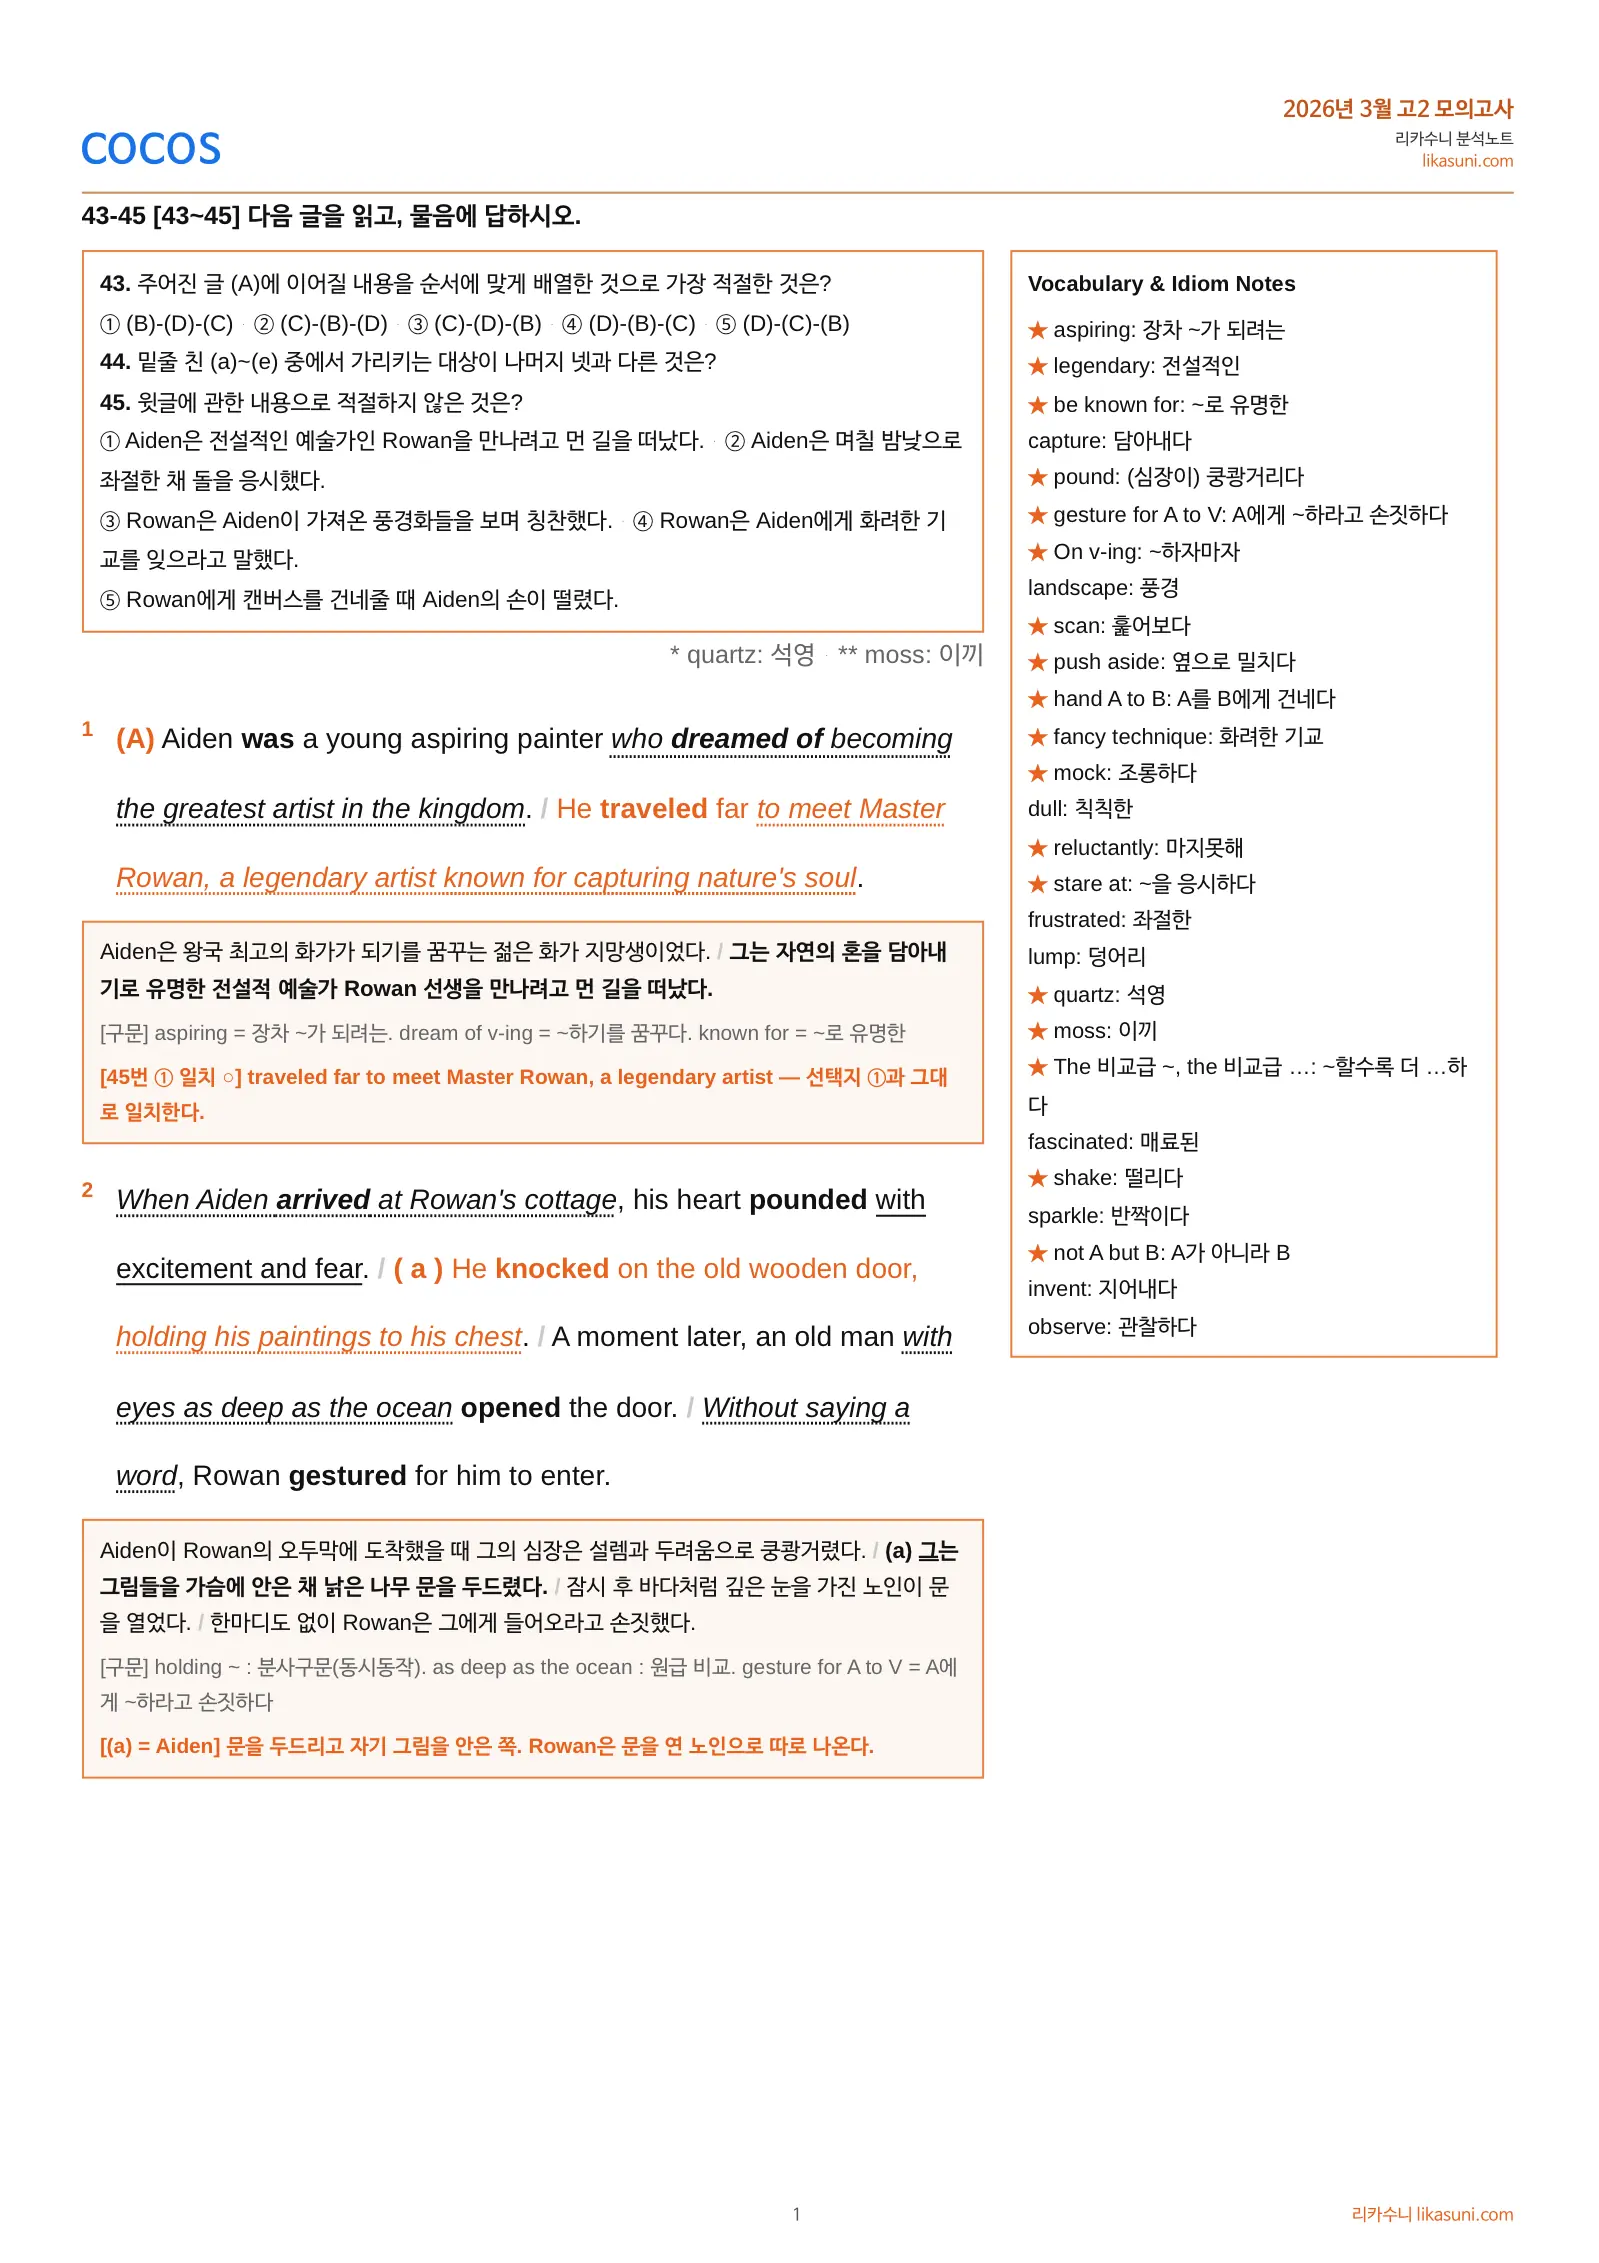 cocos
2026년 3월 고2 모의고사
리카수니 분석노트
likasuni.com
43-45 [43~45] 다음 글을 읽고, 물음에 답하시오.
43. 주어진 글 (A)에 이어질 내용을 순서에 맞게 배열한 것으로 가장 적절한 것은?
① (B)-(D)-(C) · ② (C)-(B)-(D) · ③ (C)-(D)-(B) · ④ (D)-(B)-(C) · ⑤ (D)-(C)-(B)
44. 밑줄 친 (a)~(e) 중에서 가리키는 대상이 나머지 넷과 다른 것은?
45. 윗글에 관한 내용으로 적절하지 않은 것은?
① Aiden은 전설적인 예술가인 Rowan을 만나려고 먼 길을 떠났다. · ② Aiden은 며칠 밤낮으로
좌절한 채 돌을 응시했다.
③ Rowan은 Aiden이 가져온 풍경화들을 보며 칭찬했다. · ④ Rowan은 Aiden에게 화려한 기
교를 잊으라고 말했다.
⑤ Rowan에게 캔버스를 건네줄 때 Aiden의 손이 떨렸다.
* quartz: 석영 · ** moss: 이끼
1 (A) Aiden was a young aspiring painter who dreamed of becoming
the greatest artist in the kingdom. / He traveled far to meet Master
Rowan, a legendary artist known for capturing nature's soul.
Aiden은 왕국 최고의 화가가 되기를 꿈꾸는 젊은 화가 지망생이었다. / 그는 자연의 혼을 담아내
기로 유명한 전설적 예술가 Rowan 선생을 만나려고 먼 길을 떠났다.
[구문] aspiring = 장차 ~가 되려는. dream of v-ing = ~하기를 꿈꾸다. known for = ~로 유명한
[45번 ① 일치 ○] traveled far to meet Master Rowan, a legendary artist — 선택지 ①과 그대
로 일치한다.
2 When Aiden arrived at Rowan's cottage, his heart pounded with
excitement and fear. / ( a ) He knocked on the old wooden door,
holding his paintings to his chest. / A moment later, an old man with
eyes as deep as the ocean opened the door. / Without saying a
word, Rowan gestured for him to enter.
Aiden이 Rowan의 오두막에 도착했을 때 그의 심장은 설렘과 두려움으로 쿵쾅거렸다. / (a) 그는
그림들을 가슴에 안은 채 낡은 나무 문을 두드렸다. / 잠시 후 바다처럼 깊은 눈을 가진 노인이 문
을 열었다. / 한마디도 없이 Rowan은 그에게 들어오라고 손짓했다.
[구문] holding ~ : 분사구문(동시동작). as deep as the ocean : 원급 비교. gesture for A to V = A에
게 ~하라고 손짓하다
[(a) = Aiden] 문을 두드리고 자기 그림을 안은 쪽. Rowan은 문을 연 노인으로 따로 나온다.
Vocabulary & Idiom Notes
★ aspiring: 장차 ~가 되려는
★ legendary: 전설적인
★ be known for: ~로 유명한
capture: 담아내다
★ pound: (심장이) 쿵쾅거리다
★ gesture for A to V: A에게 ~하라고 손짓하다
★ On v-ing: ~하자마자
landscape: 풍경
★ scan: 훑어보다
★ push aside: 옆으로 밀치다
★ hand A to B: A를 B에게 건네다
★ fancy technique: 화려한 기교
★ mock: 조롱하다
dull: 칙칙한
★ reluctantly: 마지못해
★ stare at: ~을 응시하다
frustrated: 좌절한
lump: 덩어리
★ quartz: 석영
★ moss: 이끼
★ The 비교급 ~, the 비교급 …: ~할수록 더 …하
다
fascinated: 매료된
★ shake: 떨리다
sparkle: 반짝이다
★ not A but B: A가 아니라 B
invent: 지어내다
observe: 관찰하다
1
리카수니 likasuni.com